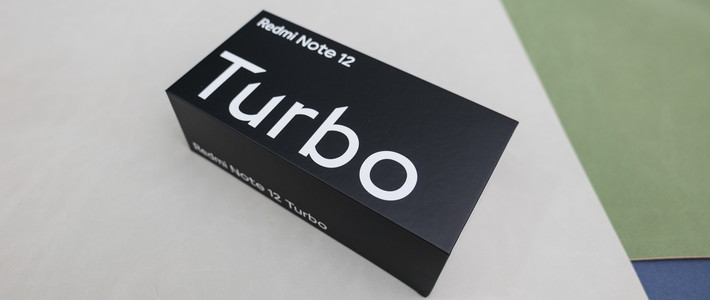 Redmi Note 12
Turbo
Redmi Note 12 Turbo